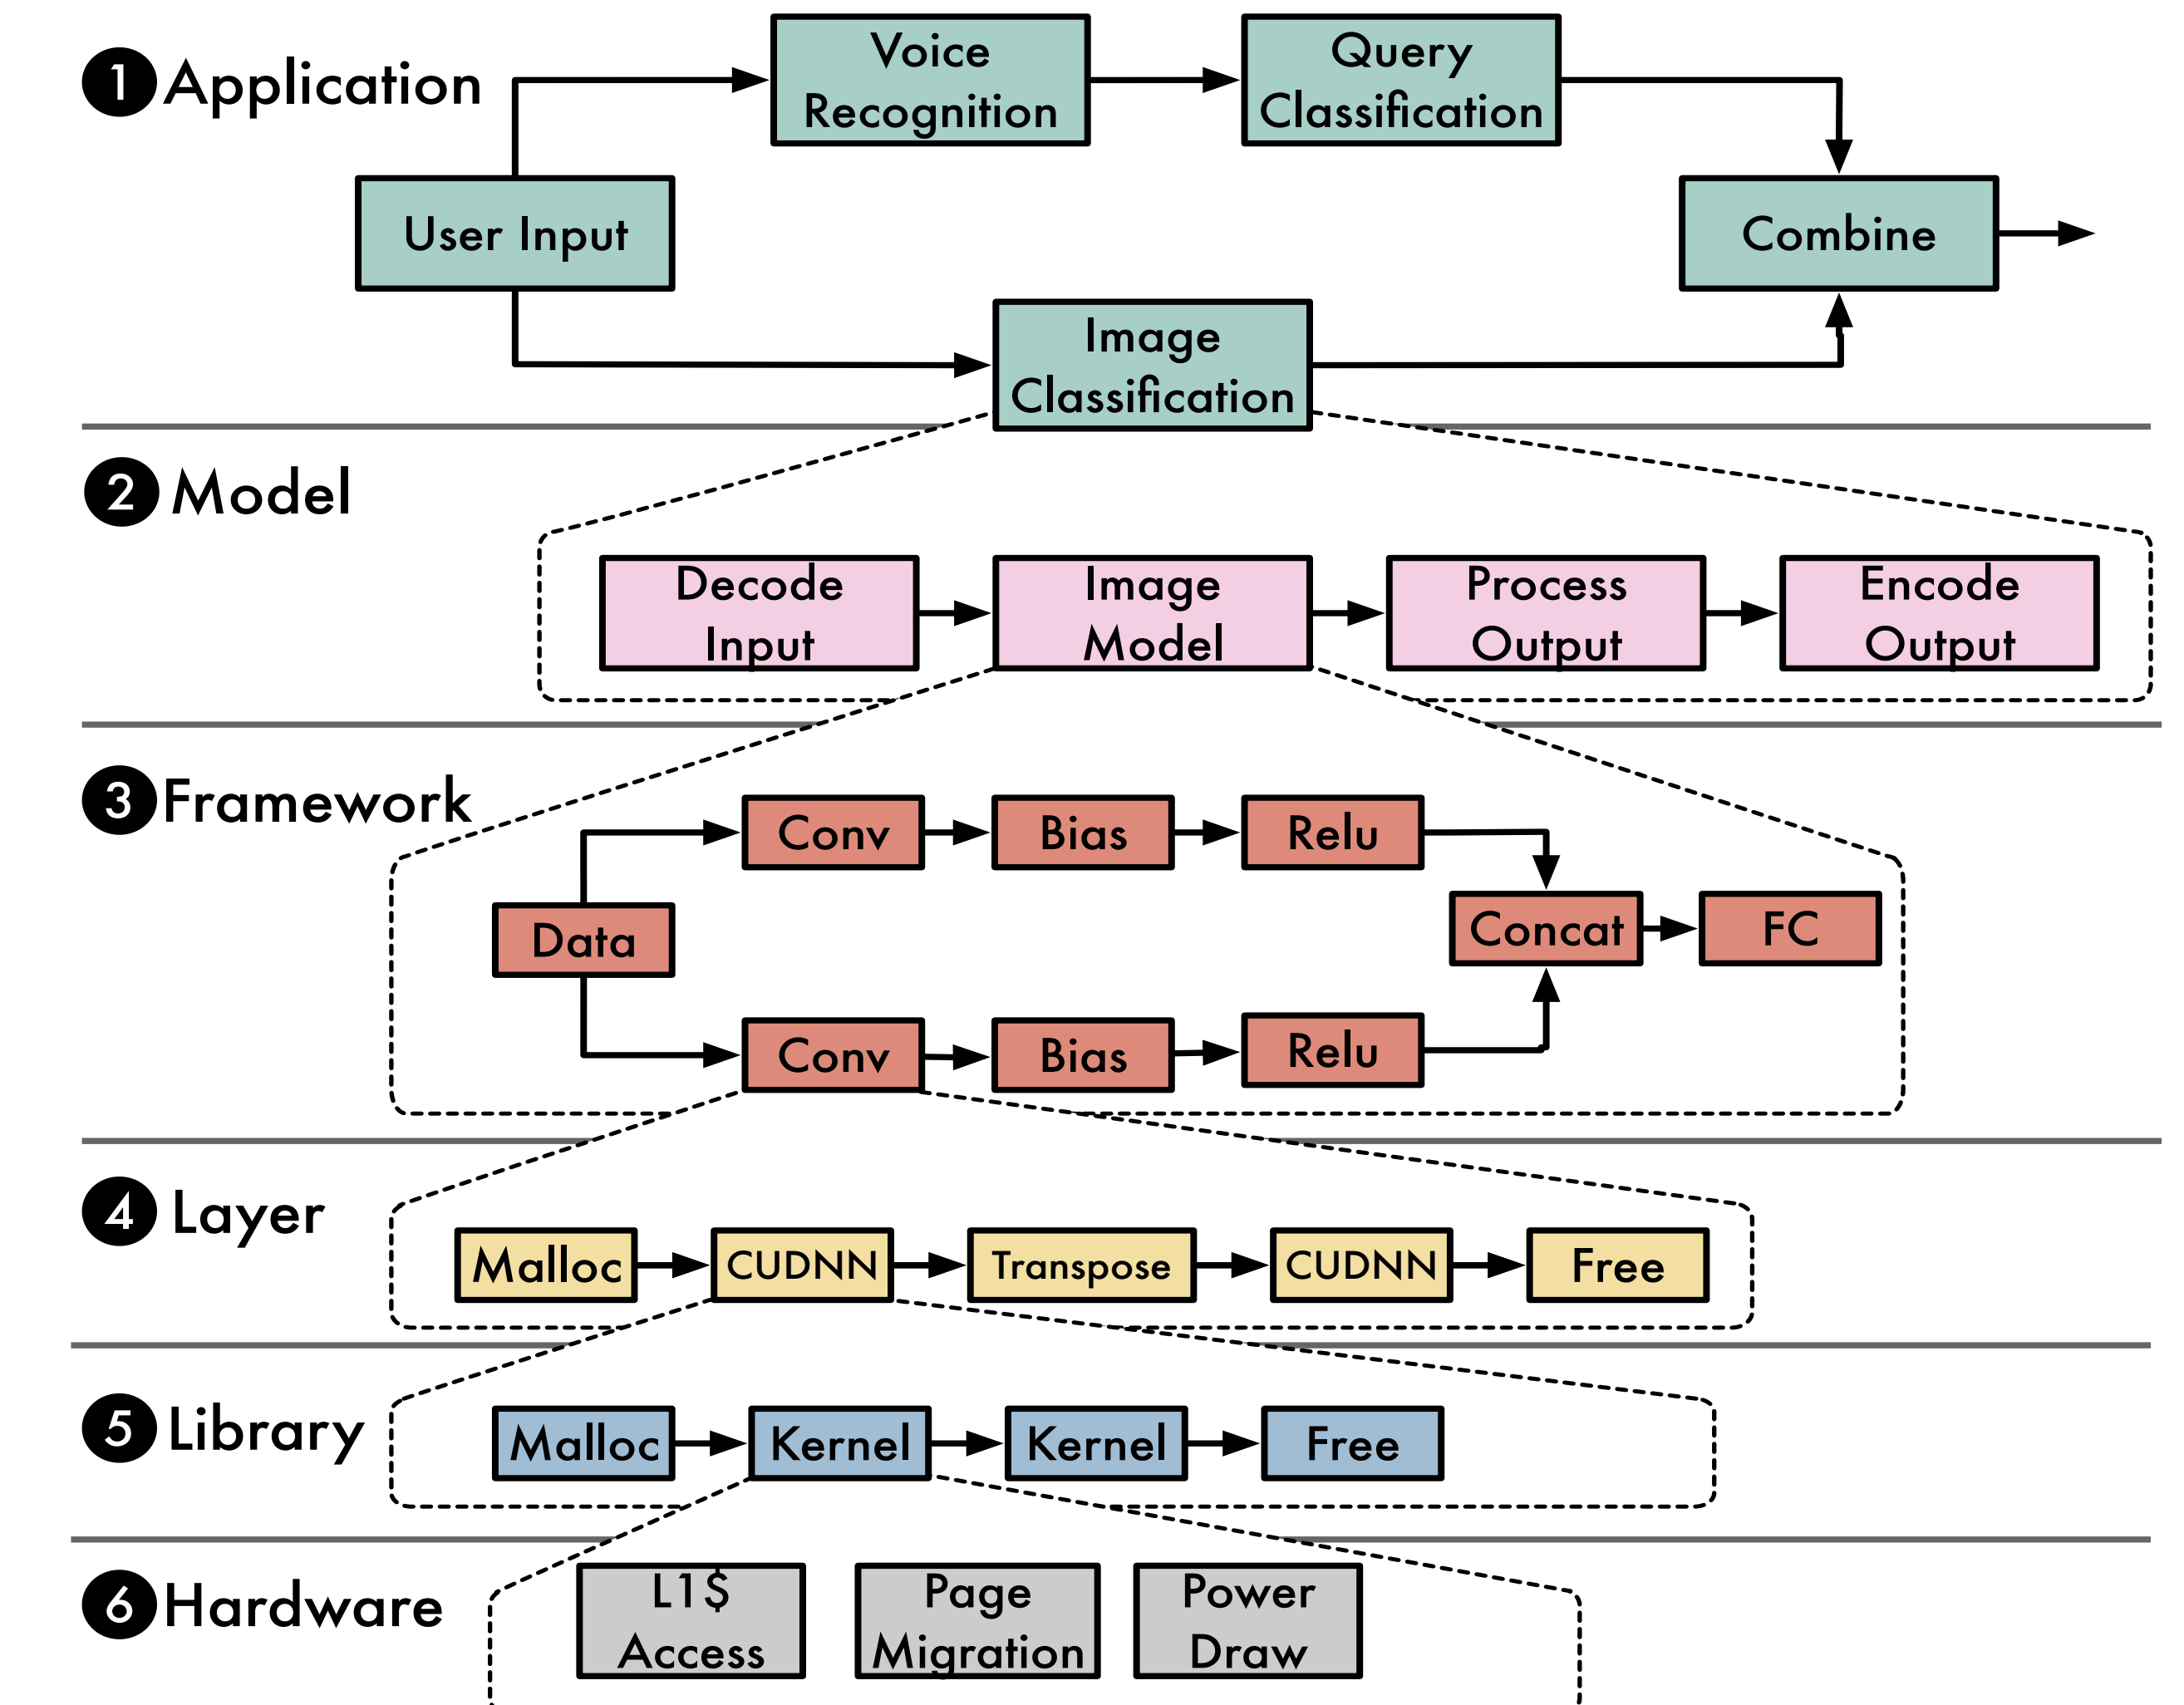 1 Application
Voice
Recognition
Query
Classification
User Input
Combine
Image
Classification
2 Model
Decode
Input
Image
Model
Process
Output
Encode
Output
3 Framework
Conv
Bias
Relu
Data
Concat
FC
Conv
Bias
Relu
4 Layer
Malloc
CUDNN
Transpose
CUDNN
Free
5 Library
Malloc
Kernel
Kernel
Free
6 Hardware
L1$
Access
Page
Migration
Power
Draw